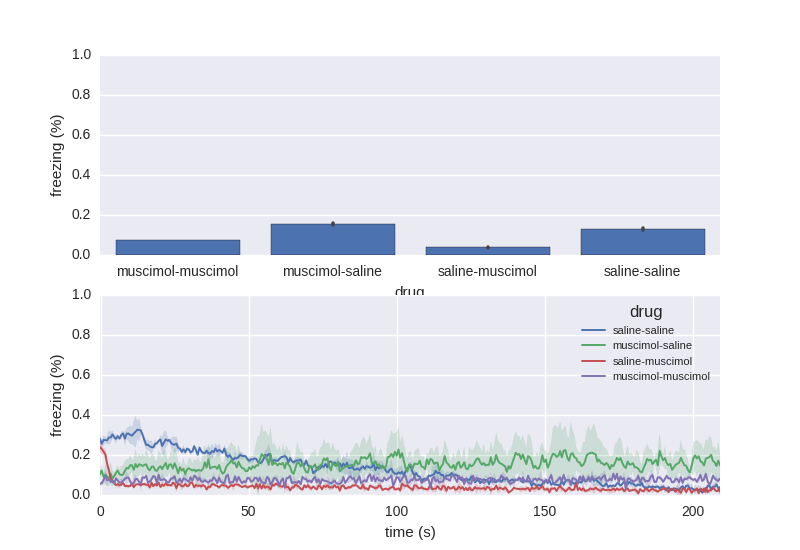 1.0
0.8
0.6
0.4
0.2
0.0
freezing (%)
muscimol-muscimol muscimol-saline saline-muscimol saline-saline
drug
1.0
0.8
0.6
0.4
0.2
0.0
freezing (%)
drug
saline-saline
muscimol-saline
saline-muscimol
muscimol-muscimol
0 50 100 150 200
time (s)